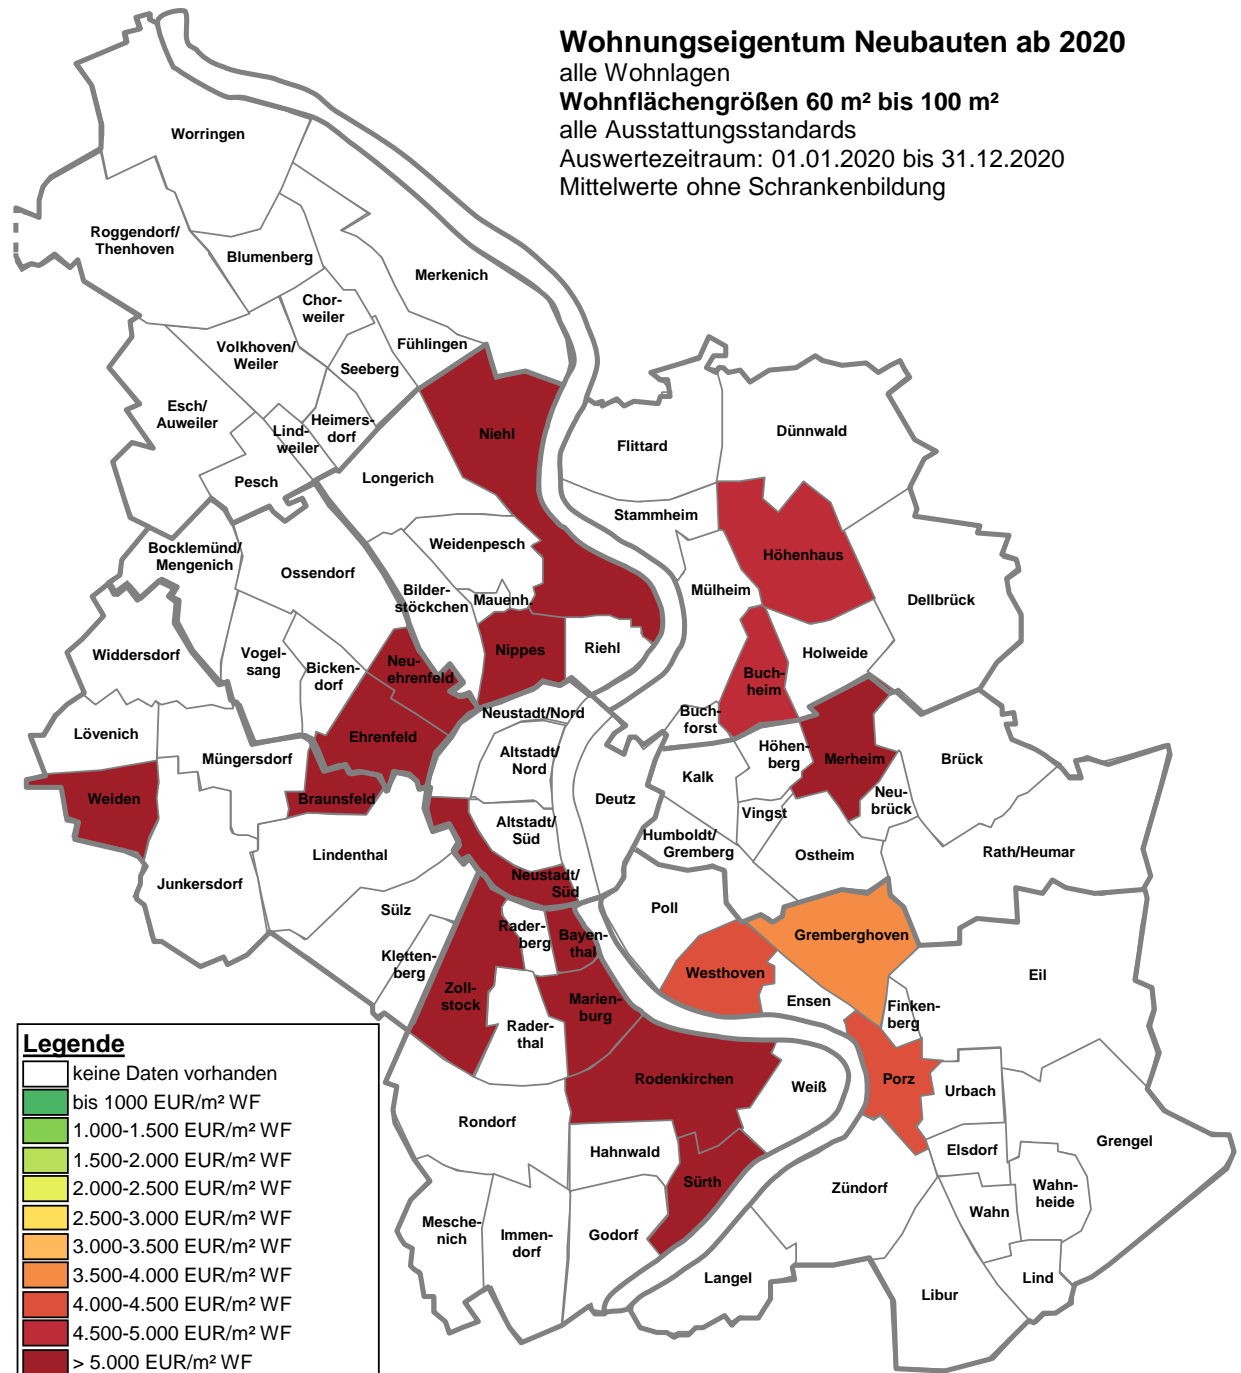 Wohnungseigentum Neubauten ab 2020
alle Wohnlagen
Wohnflächengrößen 60 m² bis 100 m²
alle Ausstattungsstandards
Auswertezeitraum: 01.01.2020 bis 31.12.2020
Mittelwerte ohne Schrankenbildung
Worringen
Roggendorf/
Thenhoven
Blumenberg
Merkenich
Chor-
weiler
Volkhoven/
Weiler
Fühlingen
Seeberg
Esch/
Auweiler
Heimers-
dorf
Lind-
weiler
Pesch
Niehl
Longerich
Flittard
Dünnwald
Stammheim
Weidenpesch
Bocklemünd/
Mengenich
Ossendorf
Höhenhaus
Bilder-
stöckchen
Mauenh.
Mülheim
Dellbrück
Widdersdorf
Vogel-
sang
Bicken-
dorf
Neu-
ehrenfeld
Nippes
Riehl
Holweide
Buch-
heim
Buch-
forst
Neustadt/Nord
Lövenich
Ehrenfeld
Müngersdorf
Altstadt/
Nord
Höhen-
berg
Merheim
Brück
Kalk
Weiden
Braunsfeld
Deutz
Neu-
brück
Vingst
Altstadt/
Süd
Humboldt/
Gremberg
Lindenthal
Ostheim
Rath/Heumar
Junkersdorf
Neustadt/
Süd
Sülz
Poll
Rader-
berg
Bayen-
thal
Gremberghoven
Kletten-
berg
Westhoven
Eil
Zoll-
stock
Marien-
burg
Ensen
Finken-
berg
Rader-
thal
Rodenkirchen
Weiß
Porz
Urbach
Rondorf
Grengel
Hahnwald
Elsdorf
Sürth
Zündorf
Wahn-
heide
Wahn
Mesche-
nich
Immen-
dorf
Godorf
Langel
Lind
Libur
Legende
keine Daten vorhanden
bis 1000 EUR/m² WF
1.000-1.500 EUR/m² WF
1.500-2.000 EUR/m² WF
2.000-2.500 EUR/m² WF
2.500-3.000 EUR/m² WF
3.000-3.500 EUR/m² WF
3.500-4.000 EUR/m² WF
4.000-4.500 EUR/m² WF
4.500-5.000 EUR/m² WF
> 5.000 EUR/m² WF